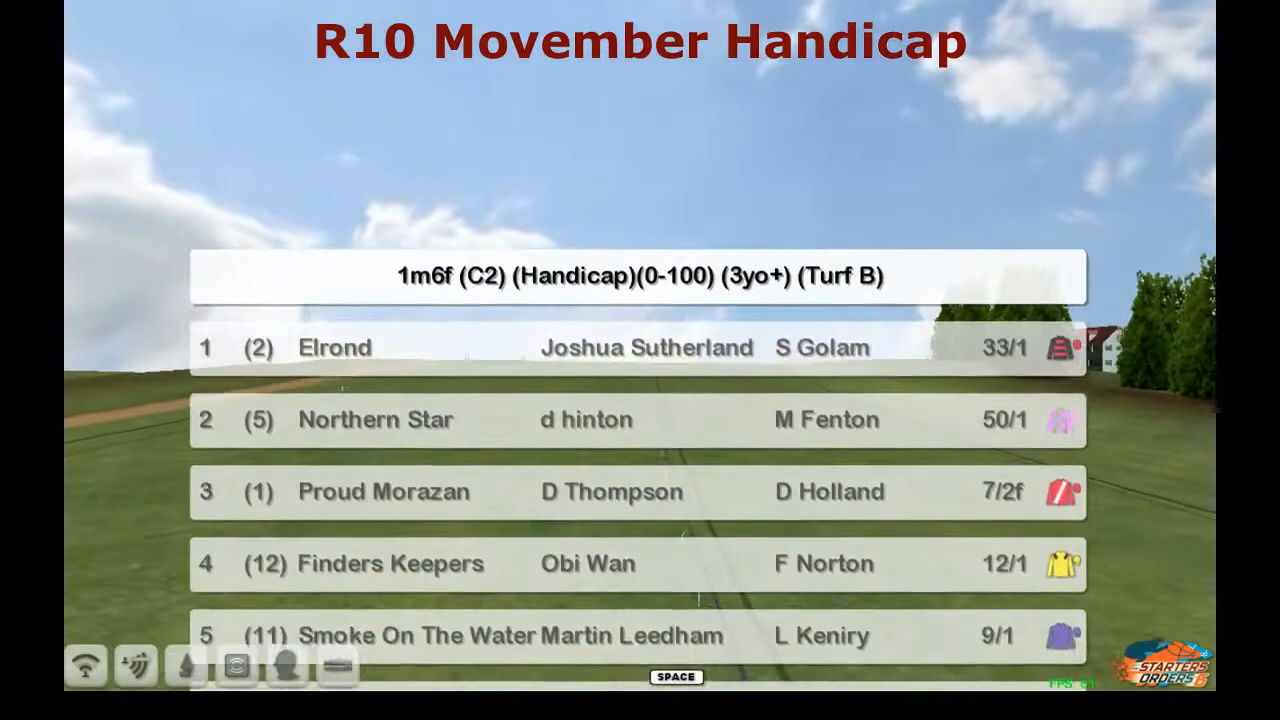 R10 Movember Handicap
1m6f (C2) (Handicap)(0-100) (3yo+) (Turf B)
1 (2) Elrond Joshua Sutherland S Golam 33/1
2 (5) Northern Star d hinton M Fenton 50/1
3 (1) Proud Morazan D Thompson D Holland 7/2f
4 (12) Finders Keepers Obi Wan F Norton 12/1
5 (11) Smoke On The Water Martin Leedham L Keniry 9/1
SPACE
FPS 61
STARTERS
ORDERS 6